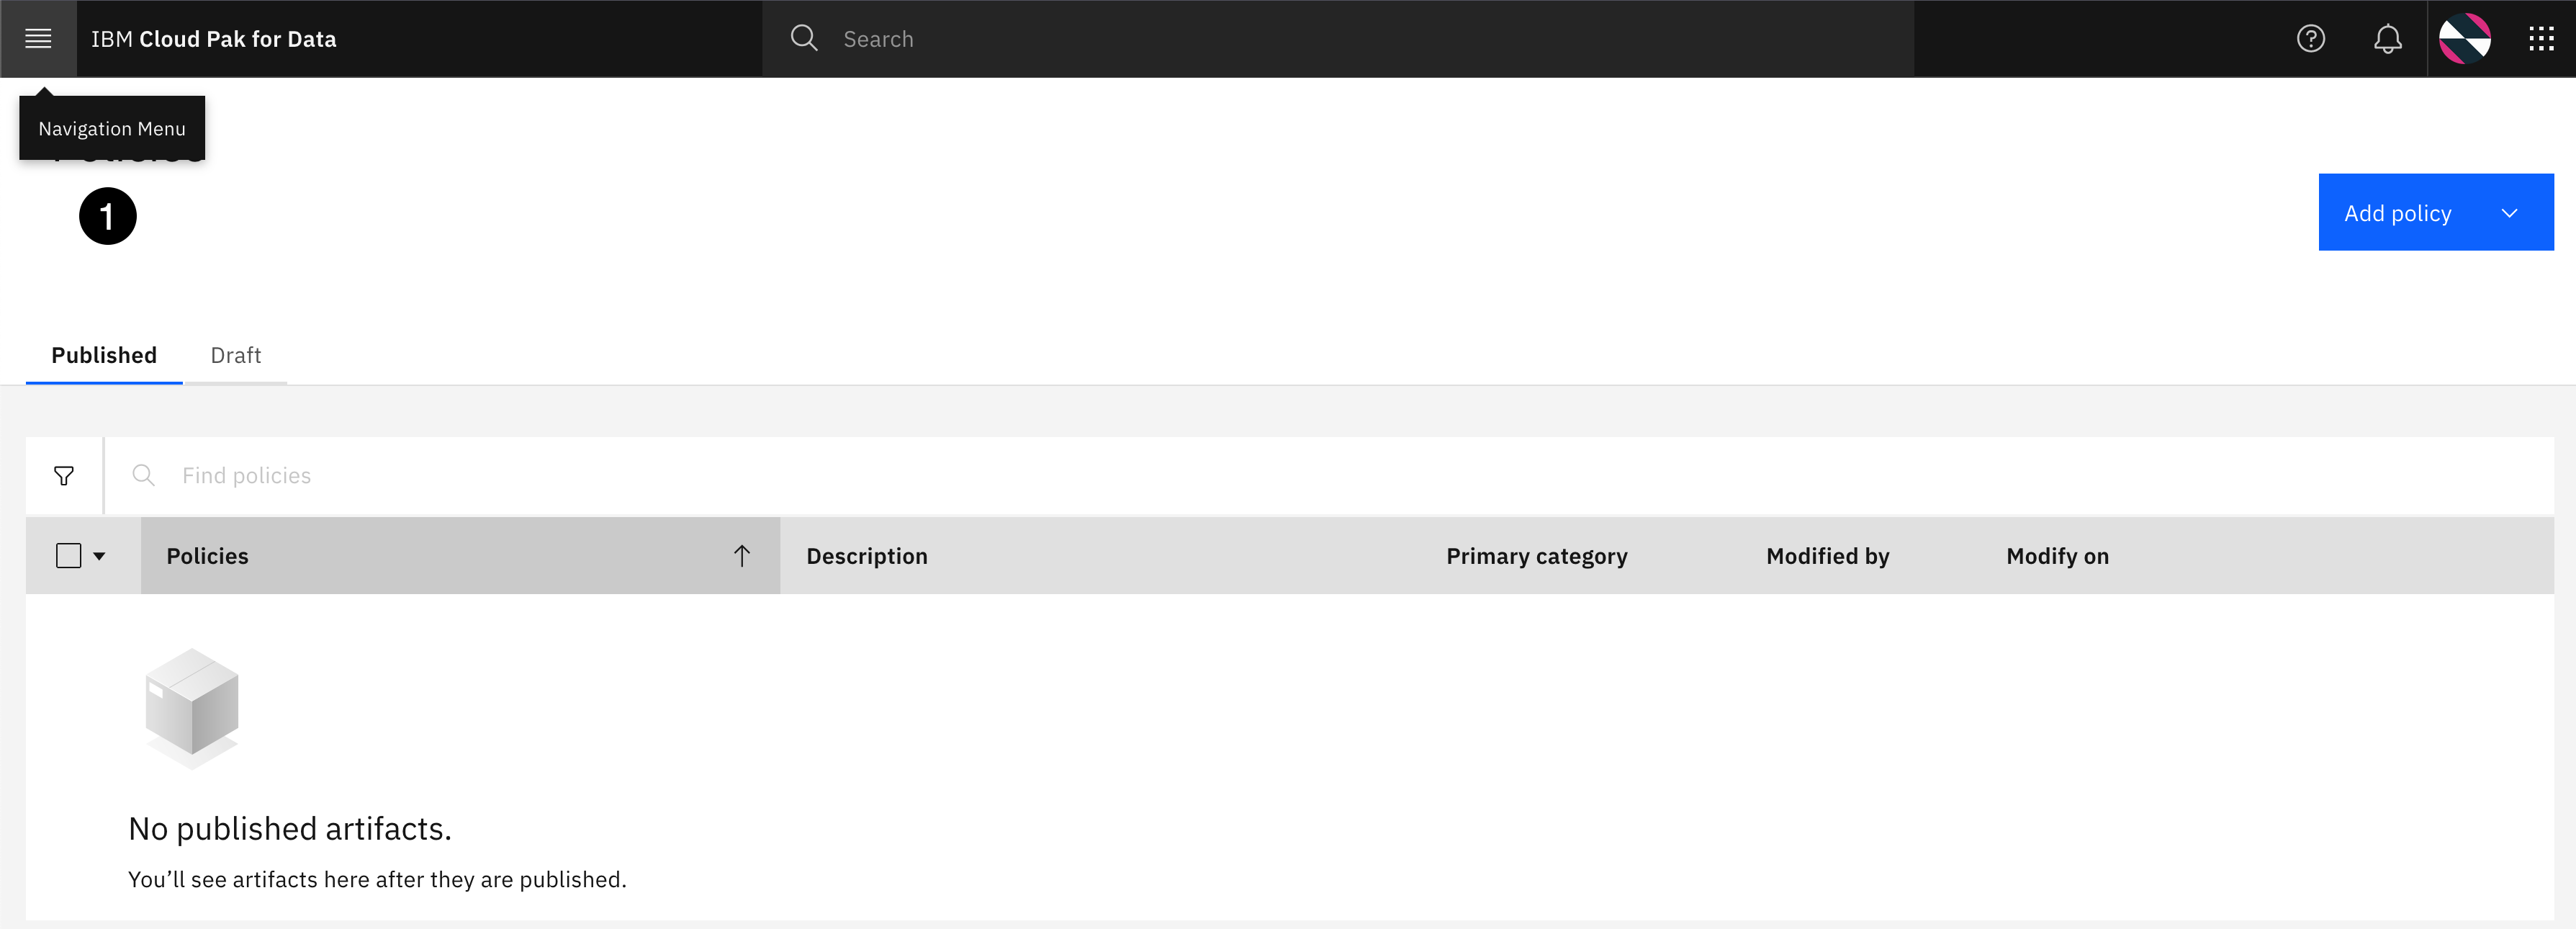 IBM Cloud Pak for Data
Search
Navigation Menu
1
Add policy
Published Draft
Find policies
Policies Description Primary category Modified by Modify on
No published artifacts.
You’ll see artifacts here after they are published.